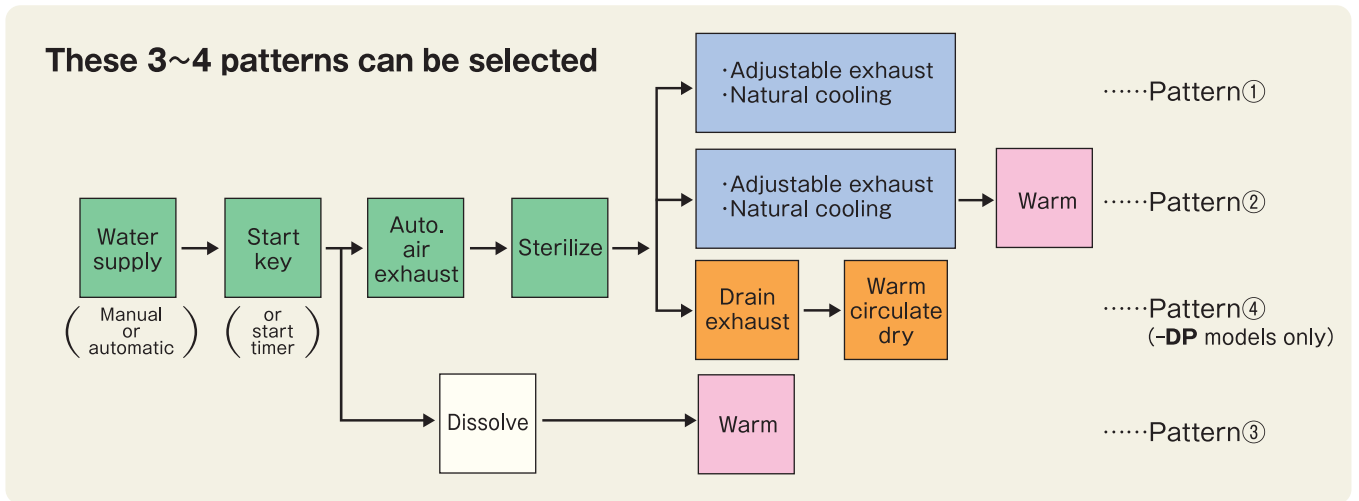 These 3~4 patterns can be selected
·Adjustable exhaust
·Natural cooling
……Pattern①
·Adjustable exhaust
·Natural cooling
Warm
……Pattern②
Water
supply
(Manual
or
automatic)
Start
key
(or
start
timer)
Auto.
air
exhaust
Sterilize
Drain
exhaust
Warm
circulate
dry
……Pattern④
(-DP models only)
Dissolve
Warm
……Pattern③